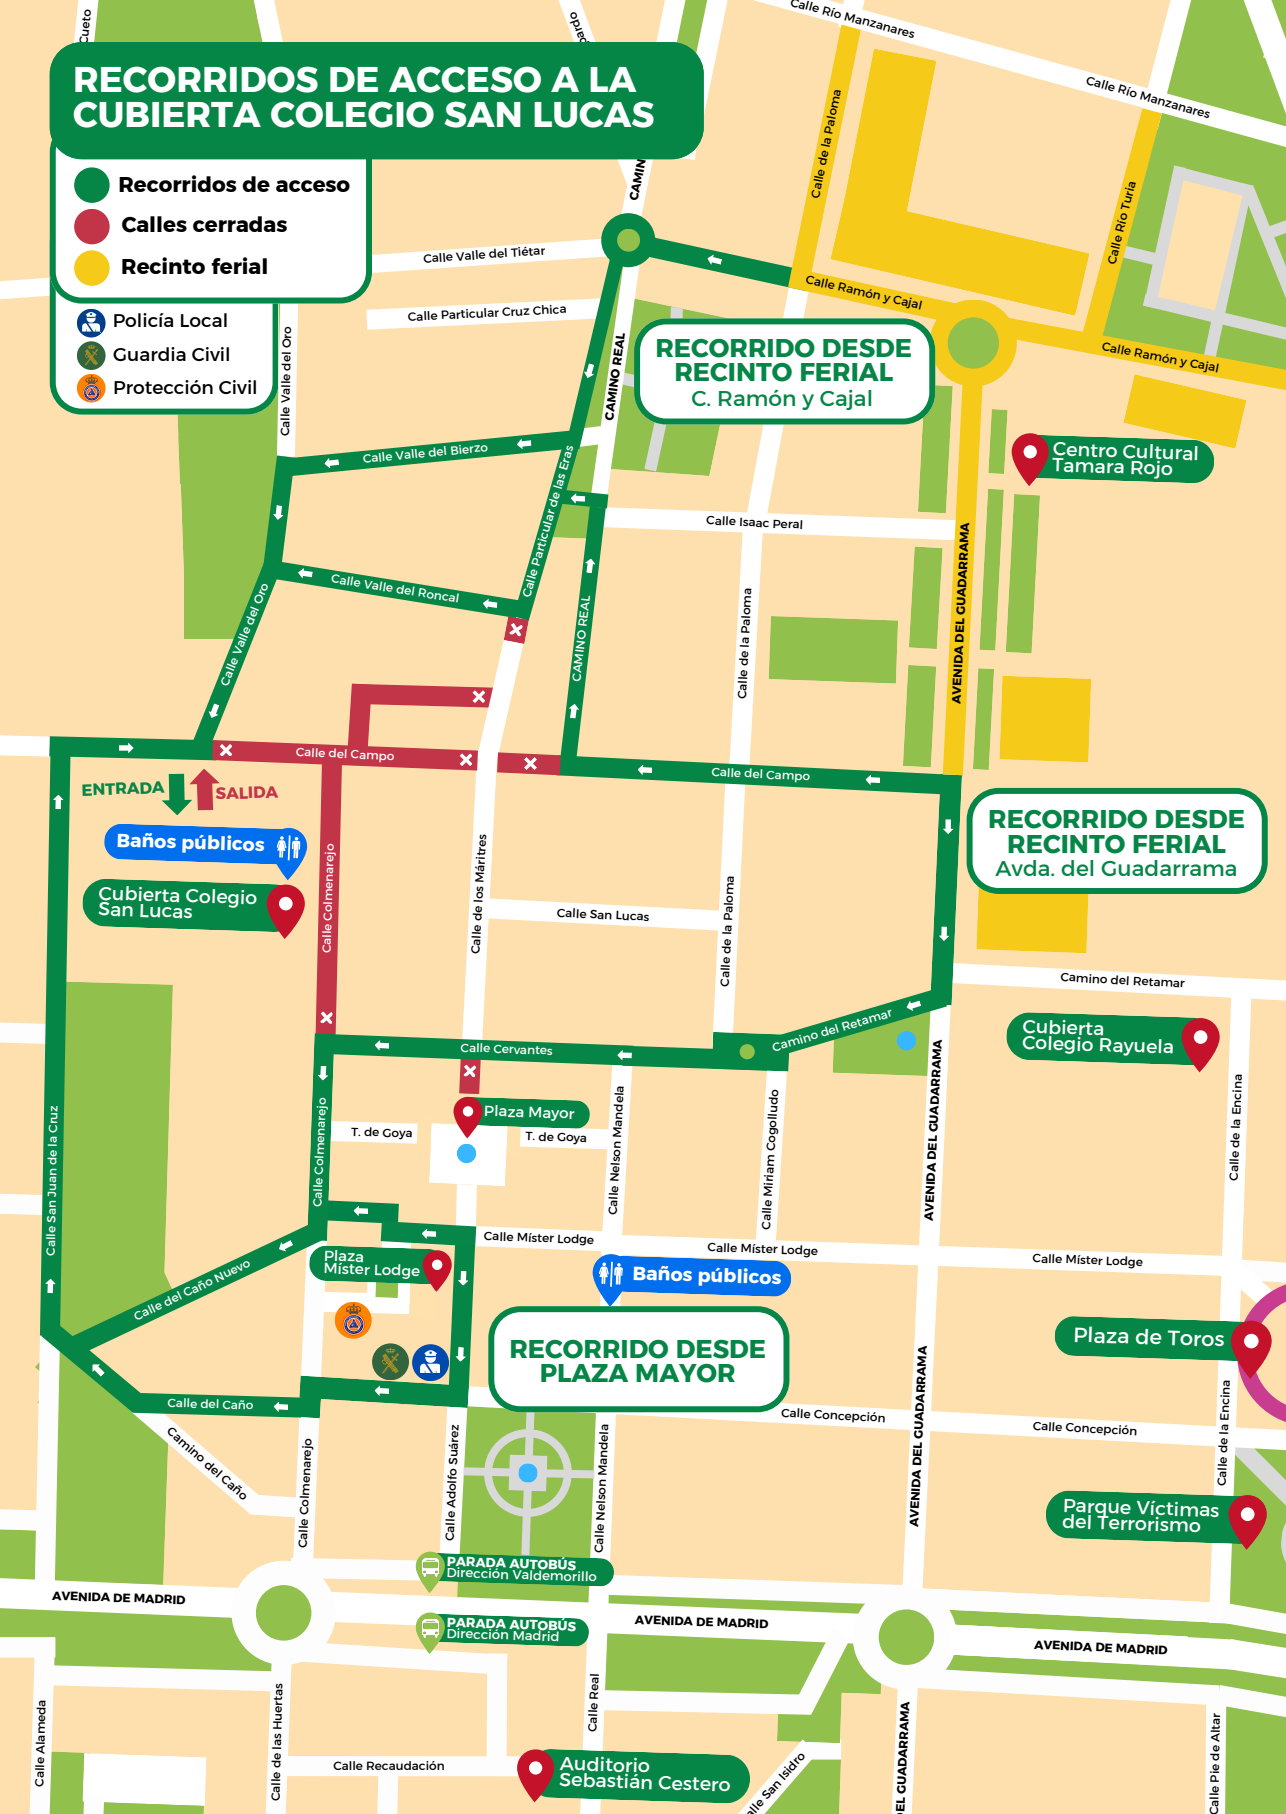 Cueto
pardo
Calle Río Manzanares
Calle Río Manzanares
RECORRIDOS DE ACCESO A LA
CUBIERTA COLEGIO SAN LUCAS
Recorridos de acceso
Calles cerradas
Recinto ferial
Policía Local
Guardia Civil
Protección Civil
CAMIN
Calle de la Paloma
Calle Río Turia
Calle Valle del Tiétar
Calle Particular Cruz Chica
Calle Ramón y Cajal
Calle Ramón y Cajal
Calle Valle del Oro
CAMINO REAL
RECORRIDO DESDE
RECINTO FERIAL
C. Ramón y Cajal
Calle Valle del Bierzo
Calle Particular de las Eras
Centro Cultural
Tamara Rojo
Calle Isaac Peral
Calle Valle del Roncal
Calle Valle del Oro
CAMINO REAL
Calle de la Paloma
AVENIDA DEL GUADARRAMA
Calle del Campo
Calle del Campo
ENTRADA
SALIDA
Baños públicos
Cubierta Colegio
San Lucas
Calle Colmenarejo
Calle de los Máritres
Calle San Lucas
Calle de la Paloma
RECORRIDO DESDE
RECINTO FERIAL
Avda. del Guadarrama
Camino del Retamar
Camino del Retamar
Calle Cervantes
Cubierta
Colegio Rayuela
Calle San Juan de la Cruz
Calle Colmenarejo
Plaza Mayor
T. de Goya
T. de Goya
Calle Nelson Mandela
Calle Miriam Cogolludo
AVENIDA DEL GUADARRAMA
Calle de la Encina
Calle Míster Lodge
Calle Míster Lodge
Calle Míster Lodge
Calle del Caño Nuevo
Plaza
Míster Lodge
Baños públicos
RECORRIDO DESDE
PLAZA MAYOR
Plaza de Toros
Calle del Caño
Camino del Caño
Calle Colmenarejo
Calle Adolfo Suárez
Calle Nelson Mandela
Calle Concepción
Calle Concepción
AVENIDA DEL GUADARRAMA
Calle de la Encina
Parque Víctimas
del Terrorismo
PARADA AUTOBÚS
Dirección Valdemorillo
AVENIDA DE MADRID
PARADA AUTOBÚS
Dirección Madrid
AVENIDA DE MADRID
AVENIDA DE MADRID
Calle Alameda
Calle de las Huertas
Calle Real
Calle Recaudación
Auditorio
Sebastián Cestero
alle San Isidro
EL GUADARRAMA
Calle Pie de Altar